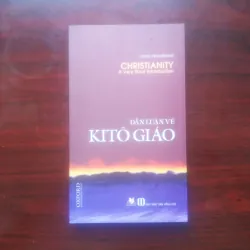 CHRISTIANITY
A Very Short Introduction
DẪN LUẬN VỀ
KITÔ GIÁO
OXFORD